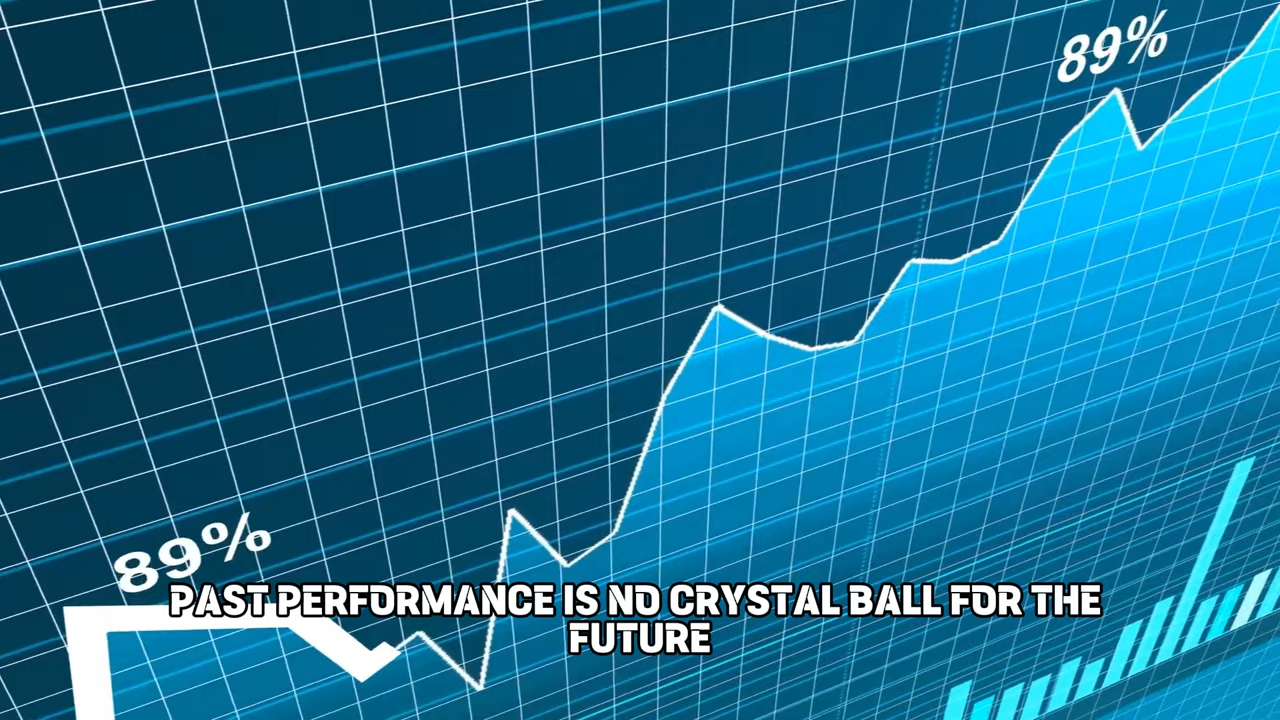 89%
89%
PAST PERFORMANCE IS NO CRYSTAL BALL FOR THE
FUTURE